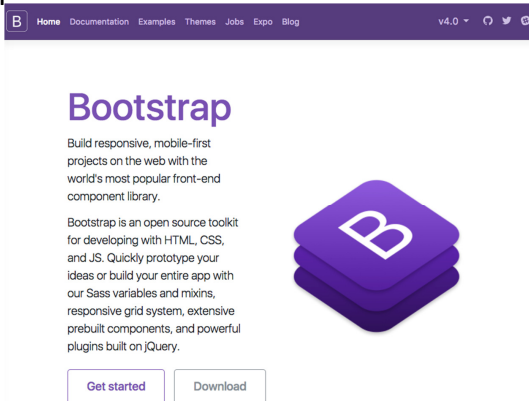 B Home Documentation Examples Themes Jobs Expo Blog v4.0
Bootstrap
Build responsive, mobile-first
projects on the web with the
world's most popular front-end
component library.
Bootstrap is an open source toolkit
for developing with HTML, CSS,
and JS. Quickly prototype your
ideas or build your entire app with
our Sass variables and mixins,
responsive grid system, extensive
prebuilt components, and powerful
plugins built on jQuery.
B
Get started Download